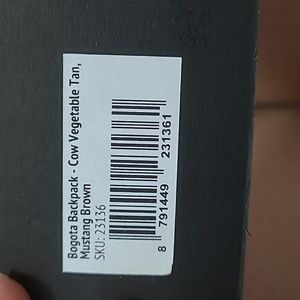 Bogota Backpack - Cow Vegetable Tan,
Mustang Brown
SKU: 23136
8 791449 231361